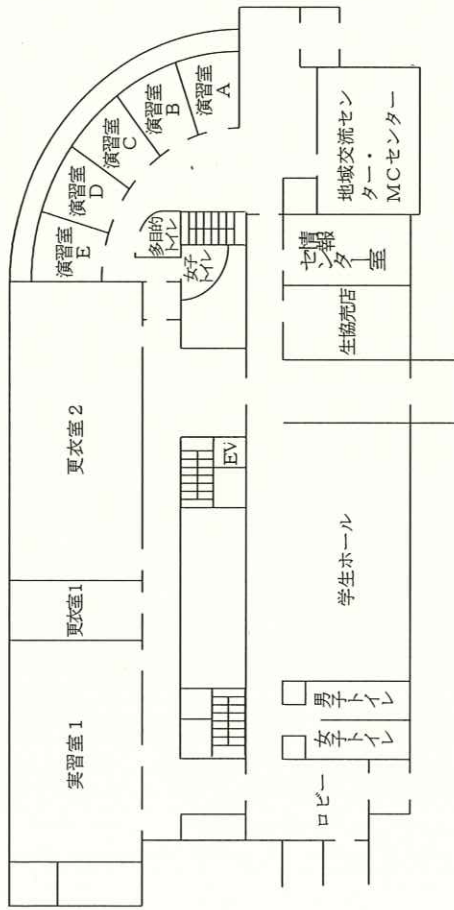 実習室1
更衣室1
更衣室2
演習室
E
演習室
D
演習室
C
演習室
B
演習室
A
多目的
トイレ
女子
トイレ
EV
ロビー
女子トイレ
男子トイレ
学生ホール
生協売店
情報
センター
室
地域交流セン
ター・
MCセンター